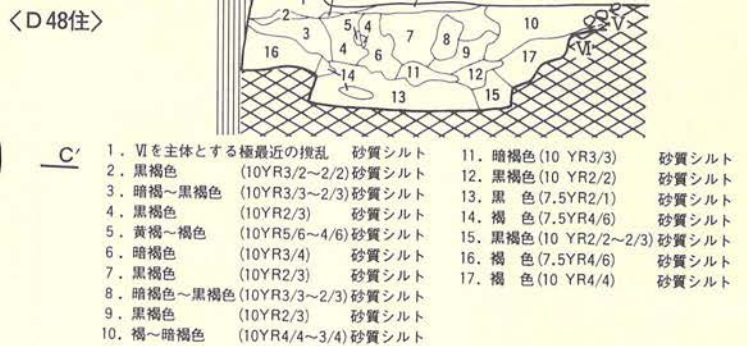 〈D48住〉
1
2
3
5
4
7
8
10
V
16
4
6
9
17
VI
14
11
12
13
15
C′
1. VIを主体とする極最近の撹乱 砂質シルト
2. 黒褐色 (10YR3/2～2/2) 砂質シルト
3. 暗褐～黒褐色 (10YR3/3～2/3) 砂質シルト
4. 黒褐色 (10YR2/3) 砂質シルト
5. 黄褐～褐色 (10YR5/6～4/6) 砂質シルト
6. 暗褐色 (10YR3/4) 砂質シルト
7. 黒褐色 (10YR2/3) 砂質シルト
8. 暗褐色～黒褐色 (10YR3/3～2/3) 砂質シルト
9. 黒褐色 (10YR2/3) 砂質シルト
10. 褐～暗褐色 (10YR4/4～3/4) 砂質シルト
11. 暗褐色 (10 YR3/3) 砂質シルト
12. 黒褐色 (10 YR2/2) 砂質シルト
13. 黒 色 (7.5YR2/1) 砂質シルト
14. 褐 色 (7.5YR4/6) 砂質シルト
15. 黒褐色 (10 YR2/2～2/3) 砂質シルト
16. 褐 色 (7.5YR4/6) 砂質シルト
17. 褐 色 (10 YR4/4) 砂質シルト